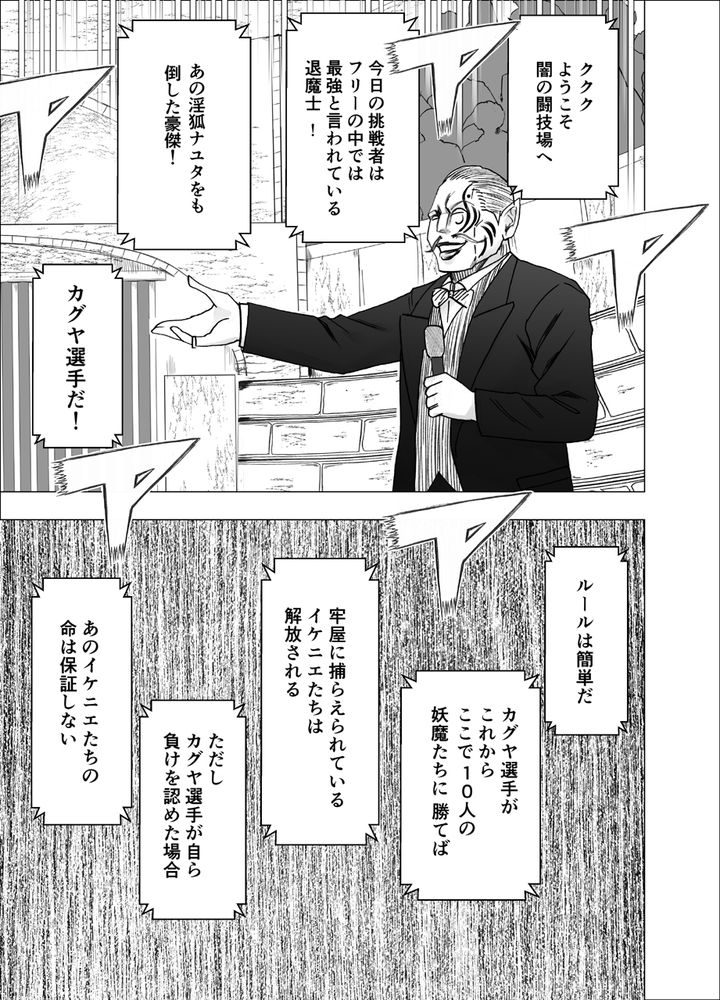 ククク
ようこそ
闇の闘技場へ
今日の挑戦者は
フリーの中では
最強と言われている
退魔士！
あの淫狐ナユタをも
倒した豪傑！
カグヤ選手だ！
ワアアアア
ルールは簡単だ
カグヤ選手が
これから
ここで10人の
妖魔たちに 勝てば
牢屋に捕らえられている
イケニエたちは
解放される
ただし
カグヤ選手が自ら
負けを認めた場合
あのイケニエたちの
命は保証しない